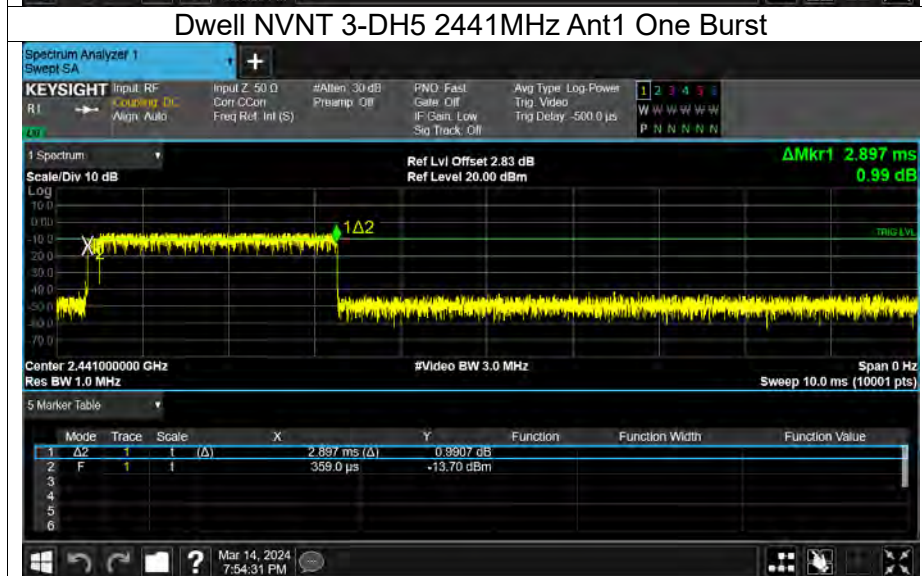 Dwell NVNT 3-DH5 2441MHz Ant1 One Burst
Spectrum Analyzer 1
Swept SA
+
KEYSIGHT Input: RF Input Z: 50 Ω #Atten: 30 dB PNO: Fast Avg Type: Log-Power 1 2 3 4 5 6
R L Coupling: DC Corr CCorr Preamp: Off Gate: Off Trig: Video W W W W W W
Align: Auto Freq Ref: Int (S) IF Gain: Low Trig Delay: -500.0 µs P N N N N N
Sig Track: Off
1 Spectrum
Ref Lvl Offset 2.83 dB ΔMkr1 2.897 ms
Scale/Div 10 dB Ref Level 20.00 dBm 0.99 dB
Log
10.0
0.00
1Δ2
-10.0 TRIG LVL
X2
-20.0
-30.0
-40.0
-50.0
-60.0
-70.0
Center 2.441000000 GHz #Video BW 3.0 MHz Span 0 Hz
Res BW 1.0 MHz Sweep 10.0 ms (10001 pts)
5 Marker Table
Mode Trace Scale X Y Function Function Width Function Value
1 Δ2 1 t (Δ) 2.897 ms (Δ) 0.9907 dB
2 F 1 t 359.0 µs -13.70 dBm
3
4
5
6
? Mar 14, 2024
7:54:31 PM